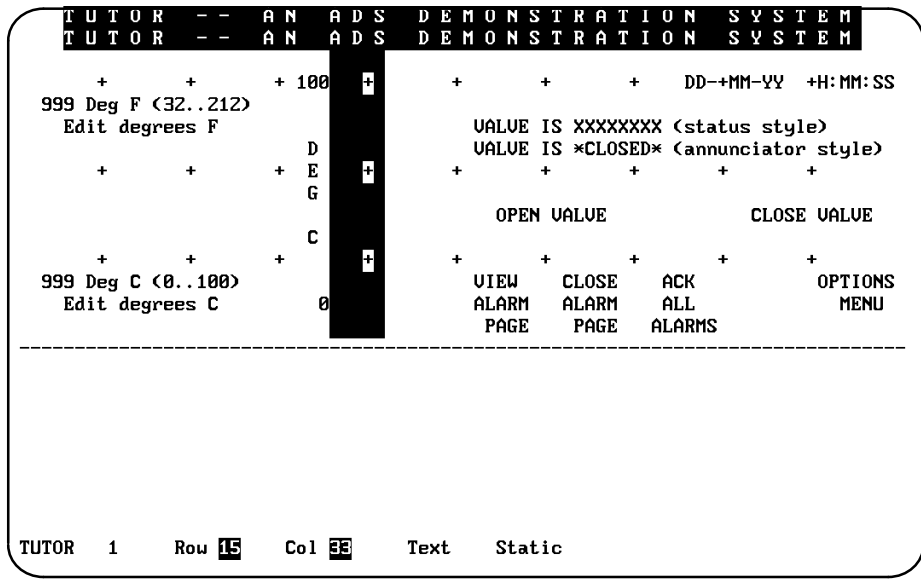 T U T O R - - A N A D S D E M O N S T R A T I O N S Y S T E M
T U T O R - - A N A D S D E M O N S T R A T I O N S Y S T E M
+ + + 100 + + + + DD-+MM-YY +H:MM:SS
999 Deg F (32..212)
Edit degrees F VALUE IS XXXXXXXX (status style)
D VALUE IS *CLOSED* (annunciator style)
+ + + E + + + + + +
G
OPEN VALUE CLOSE VALUE
C
+ + + + + + + + +
999 Deg C (0..100) VIEW CLOSE ACK OPTIONS
Edit degrees C 0 ALARM ALARM ALL MENU
PAGE PAGE ALARMS
--------------------------------------------------------------------------------
TUTOR 1 Row 15 Col 33 Text Static